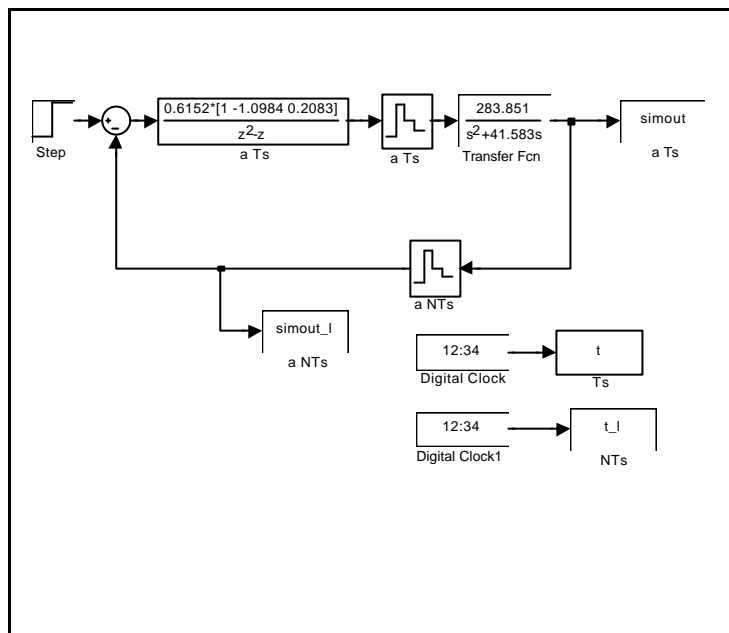 0.6152*[1 -1.0984 0.2083]
z²-z
a Ts
a Ts
283.851
s²+41.583s
Transfer Fcn
simout
a Ts
Step
+
−
a NTs
simout_l
a NTs
12:34
Digital Clock
t
Ts
12:34
Digital Clock1
t_l
NTs